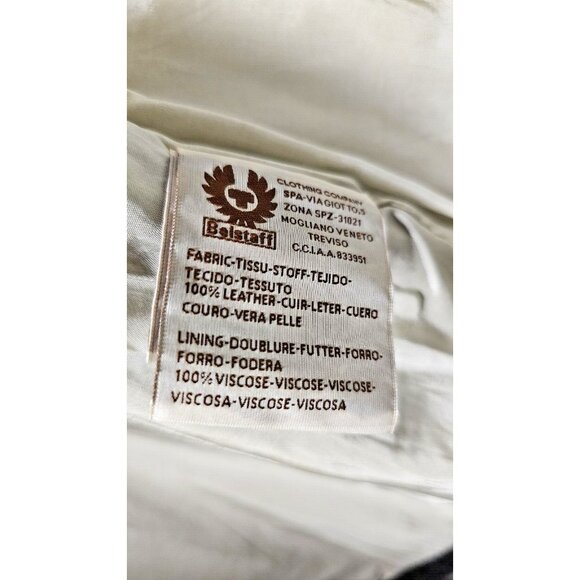 CLOTHING COMPANY
SPA-VIA GIOTTO,5
ZONA SPZ-31021
MOGLIANO VENETO
TREVISO
C.C.I.A.A.833951
Belstaff
FABRIC-TISSU-STOFF-TEJIDO-
TECIDO-TESSUTO
100% LEATHER-CUIR-LETER-CUERO
COURO-VERA PELLE
LINING-DOUBLURE-FUTTER-FORRO-
FORRO-FODERA
100% VISCOSE-VISCOSE-VISCOSE-
VISCOSA-VISCOSE-VISCOSA